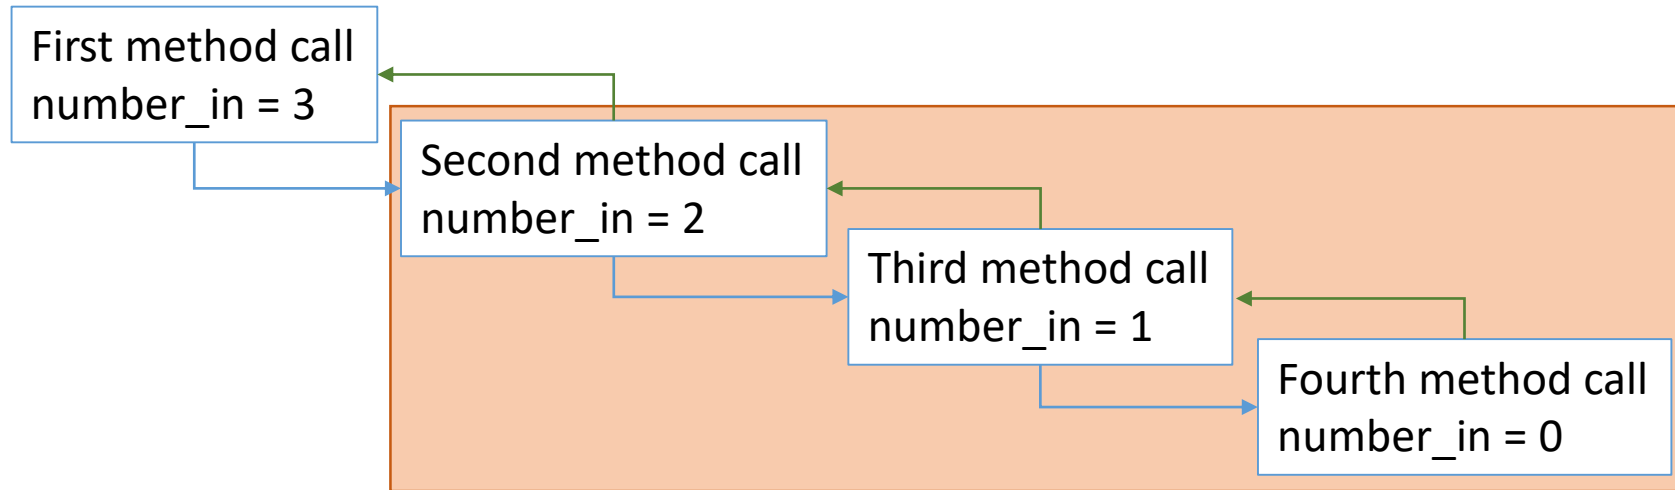 First method call
number_in = 3
Second method call
number_in = 2
Third method call
number_in = 1
Fourth method call
number_in = 0